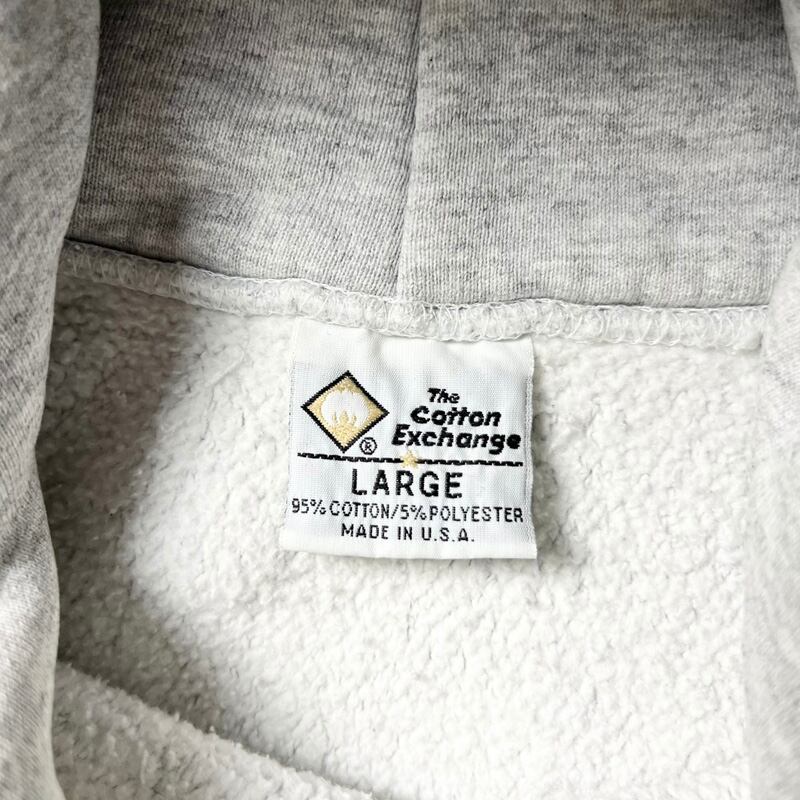 The
Cotton
Exchange
®
LARGE
95% COTTON/5% POLYESTER
MADE IN U.S.A.